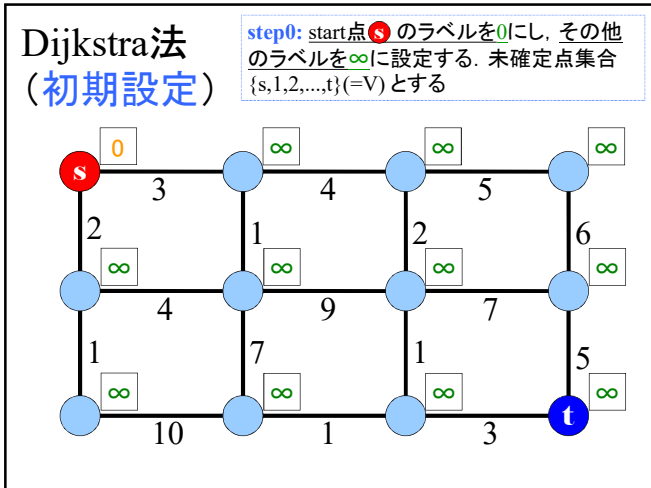 Dijkstra法
(初期設定)
step0: start点 s のラベルを0にし, その他
のラベルを∞に設定する. 未確定点集合
{s,1,2,...,t}(=V) とする
0 ∞ ∞ ∞
s 3 4 5
2 1 2 6
∞ ∞ ∞ ∞
4 9 7
1 7 1 5
∞ ∞ ∞ ∞
t
10 1 3